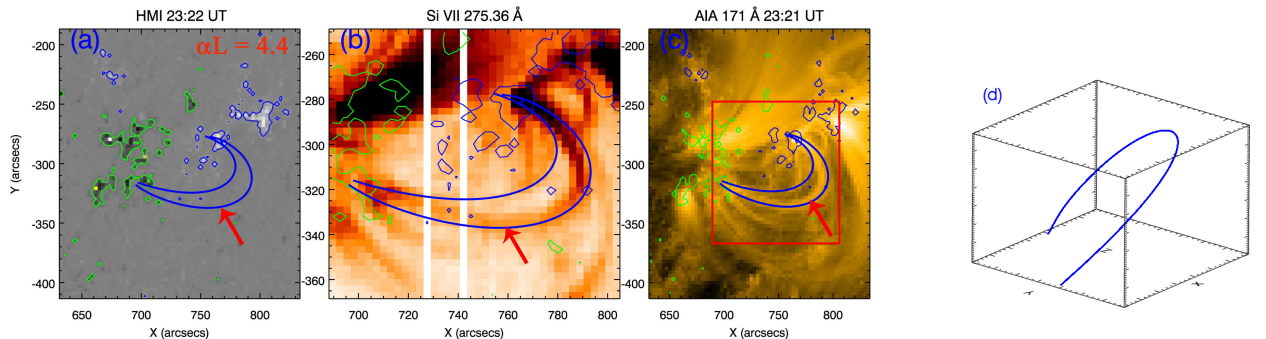 HMI 23:22 UT
(a)
αL = 4.4
-200
-250
-300
-350
-400
Y (arcsecs)
650 700 750 800
X (arcsecs)
Si VII 275.36 Å
(b)
-260
-280
-300
-320
-340
-360
700 720 740 760 780 800
X (arcsecs)
AIA 171 Å 23:21 UT
(c)
-200
-250
-300
-350
-400
650 700 750 800
X (arcsecs)
(d)